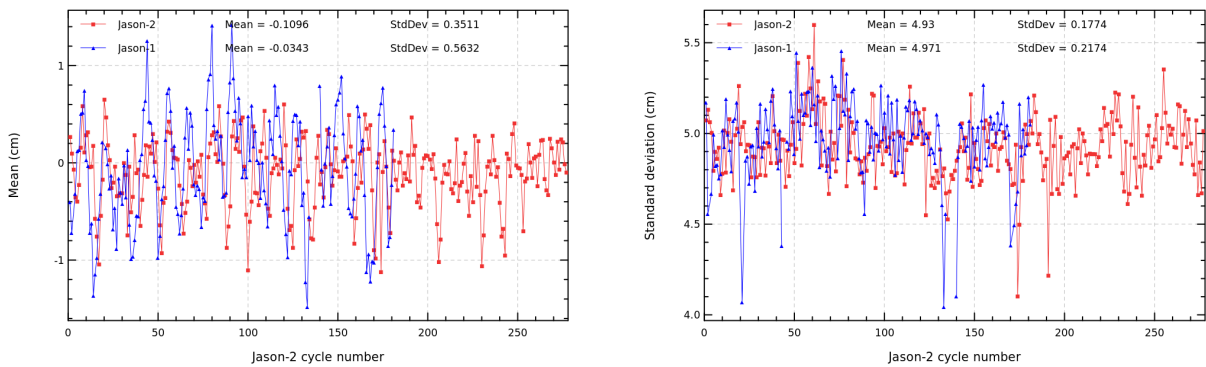 Jason-2 Mean = -0.1096 StdDev = 0.3511
Jason-1 Mean = -0.0343 StdDev = 0.5632
1
0
-1
Mean (cm)
0 50 100 150 200 250
Jason-2 cycle number
Jason-2 Mean = 4.93 StdDev = 0.1774
Jason-1 Mean = 4.971 StdDev = 0.2174
5.5
5.0
4.5
4.0
Standard deviation (cm)
0 50 100 150 200 250
Jason-2 cycle number